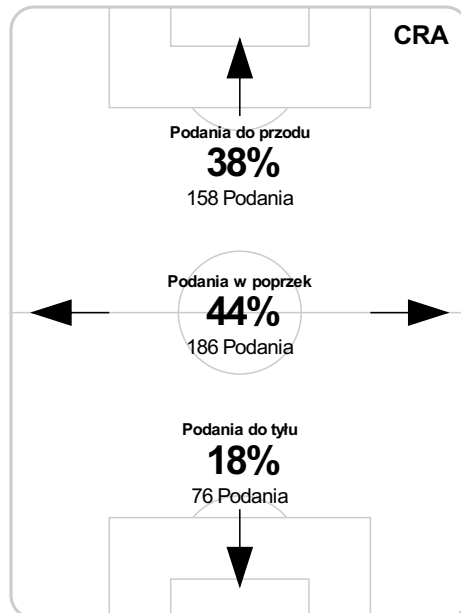 CRA
Podania do przodu
38%
158 Podania
Podania w poprzek
44%
186 Podania
Podania do tyłu
18%
76 Podania